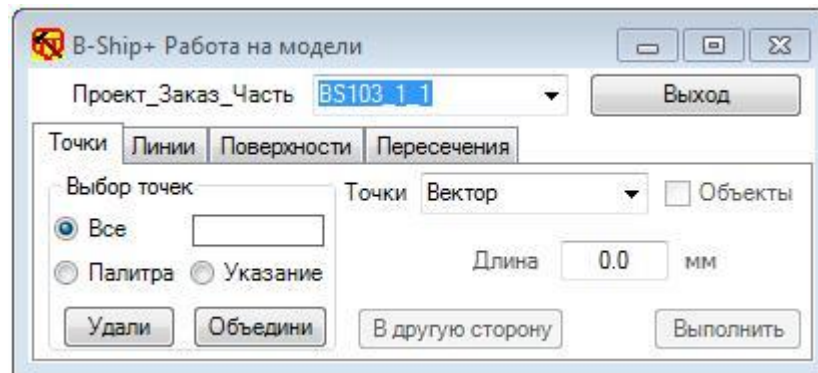 B-Ship+ Работа на модели
Проект_Заказ_Часть BS103_1_1 Выход
Точки Линии Поверхности Пересечения
Выбор точек Точки Вектор Объекты
Все
Длина 0.0 мм
Палитра Указание
Удали Объедини В другую сторону Выполнить